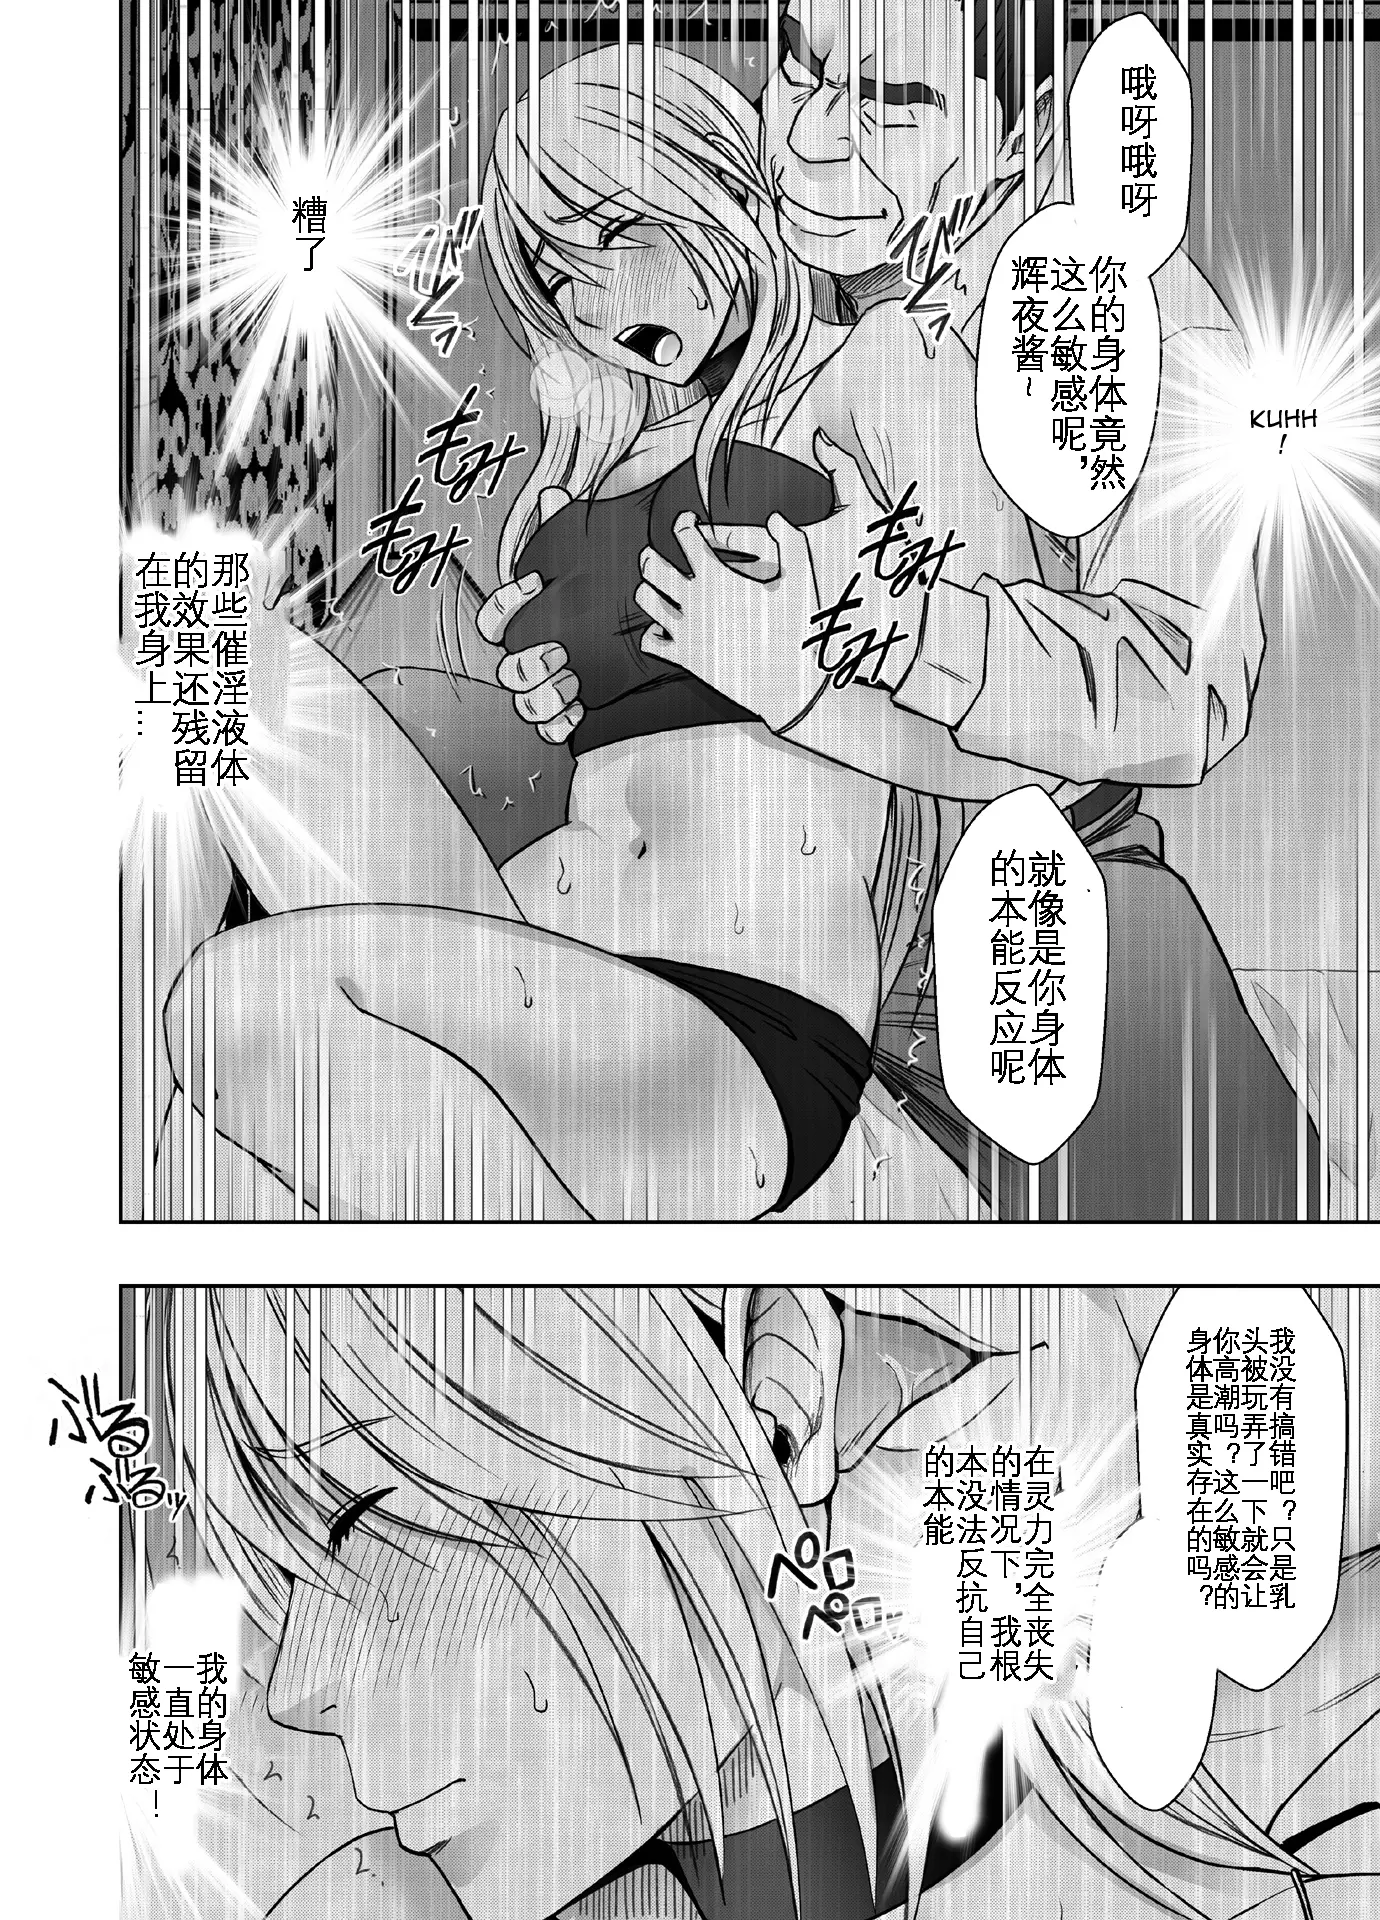 哦呀哦呀
你的身体竟然
这么敏感呢，
辉夜酱～
KUHH
!
糟了
那些催淫液体
的效果还残留
在我身上…
就像是你身体
的本能反应呢
もみ
もみ
もみ
もみ
我没有搞错吧？只是乳
头被玩弄了一下就会让
你高潮吗？这么敏感的
身体是真实存在的吗？
在灵力完全丧失
的情况下，我根
本没法反抗自己
的本能
ペロ
ペロ
ぷる
ぷるッ
我的身体
一直处于
敏感状态！